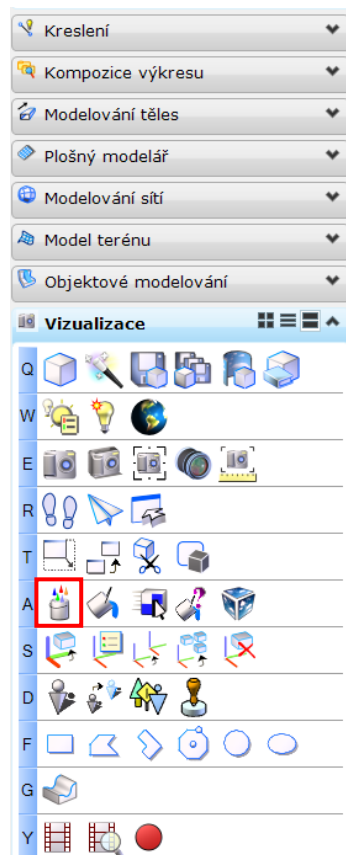 Kreslení
Kompozice výkresu
Modelování těles
Plošný modelář
Modelování sítí
Model terénu
Objektové modelování
Vizualizace
Q
W
E
R
T
A
S
D
F
G
Y